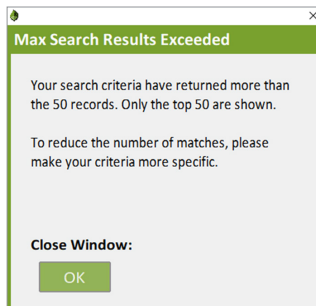 Max Search Results Exceeded
Your search criteria have returned more than
the 50 records. Only the top 50 are shown.
To reduce the number of matches, please
make your criteria more specific.
Close Window:
OK